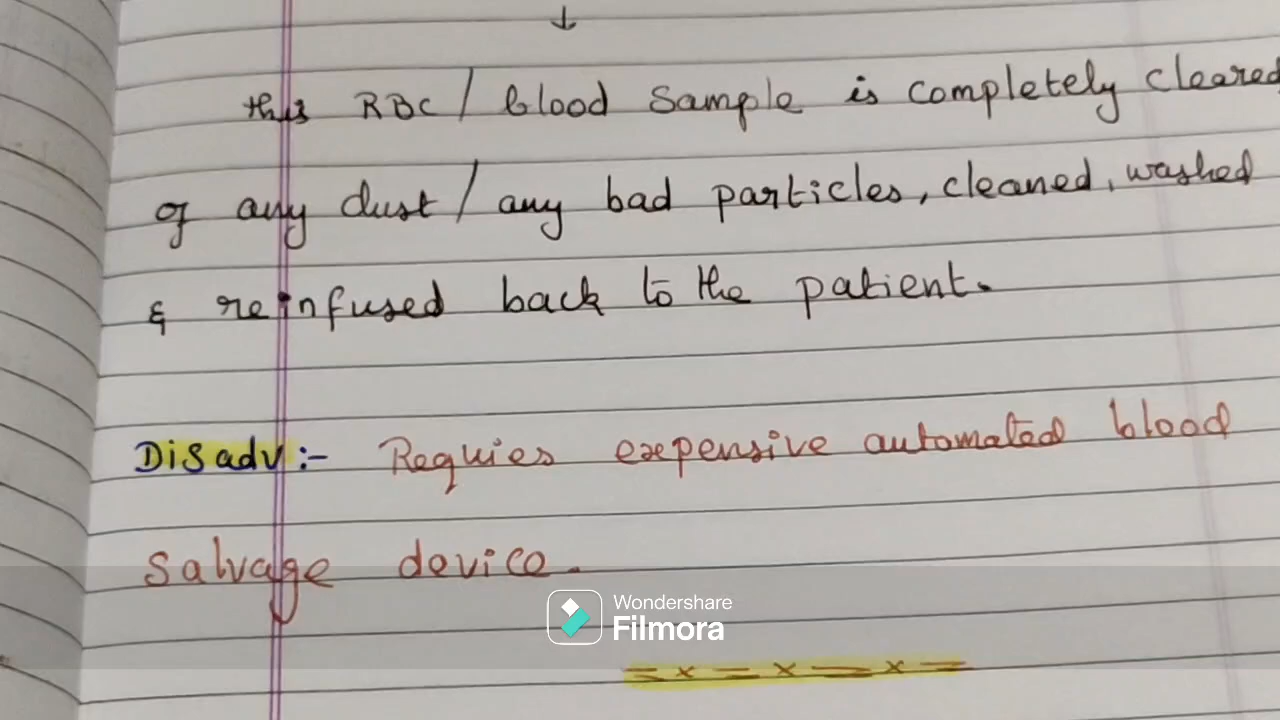 ↓
this RBC / blood sample is completely cleared
of any dust / any bad particles, cleaned, washed
& reinfused back to the patient.
Disadv :- Requies expensive automated blood
salvage device.
Wondershare
Filmora
= x = x = x =